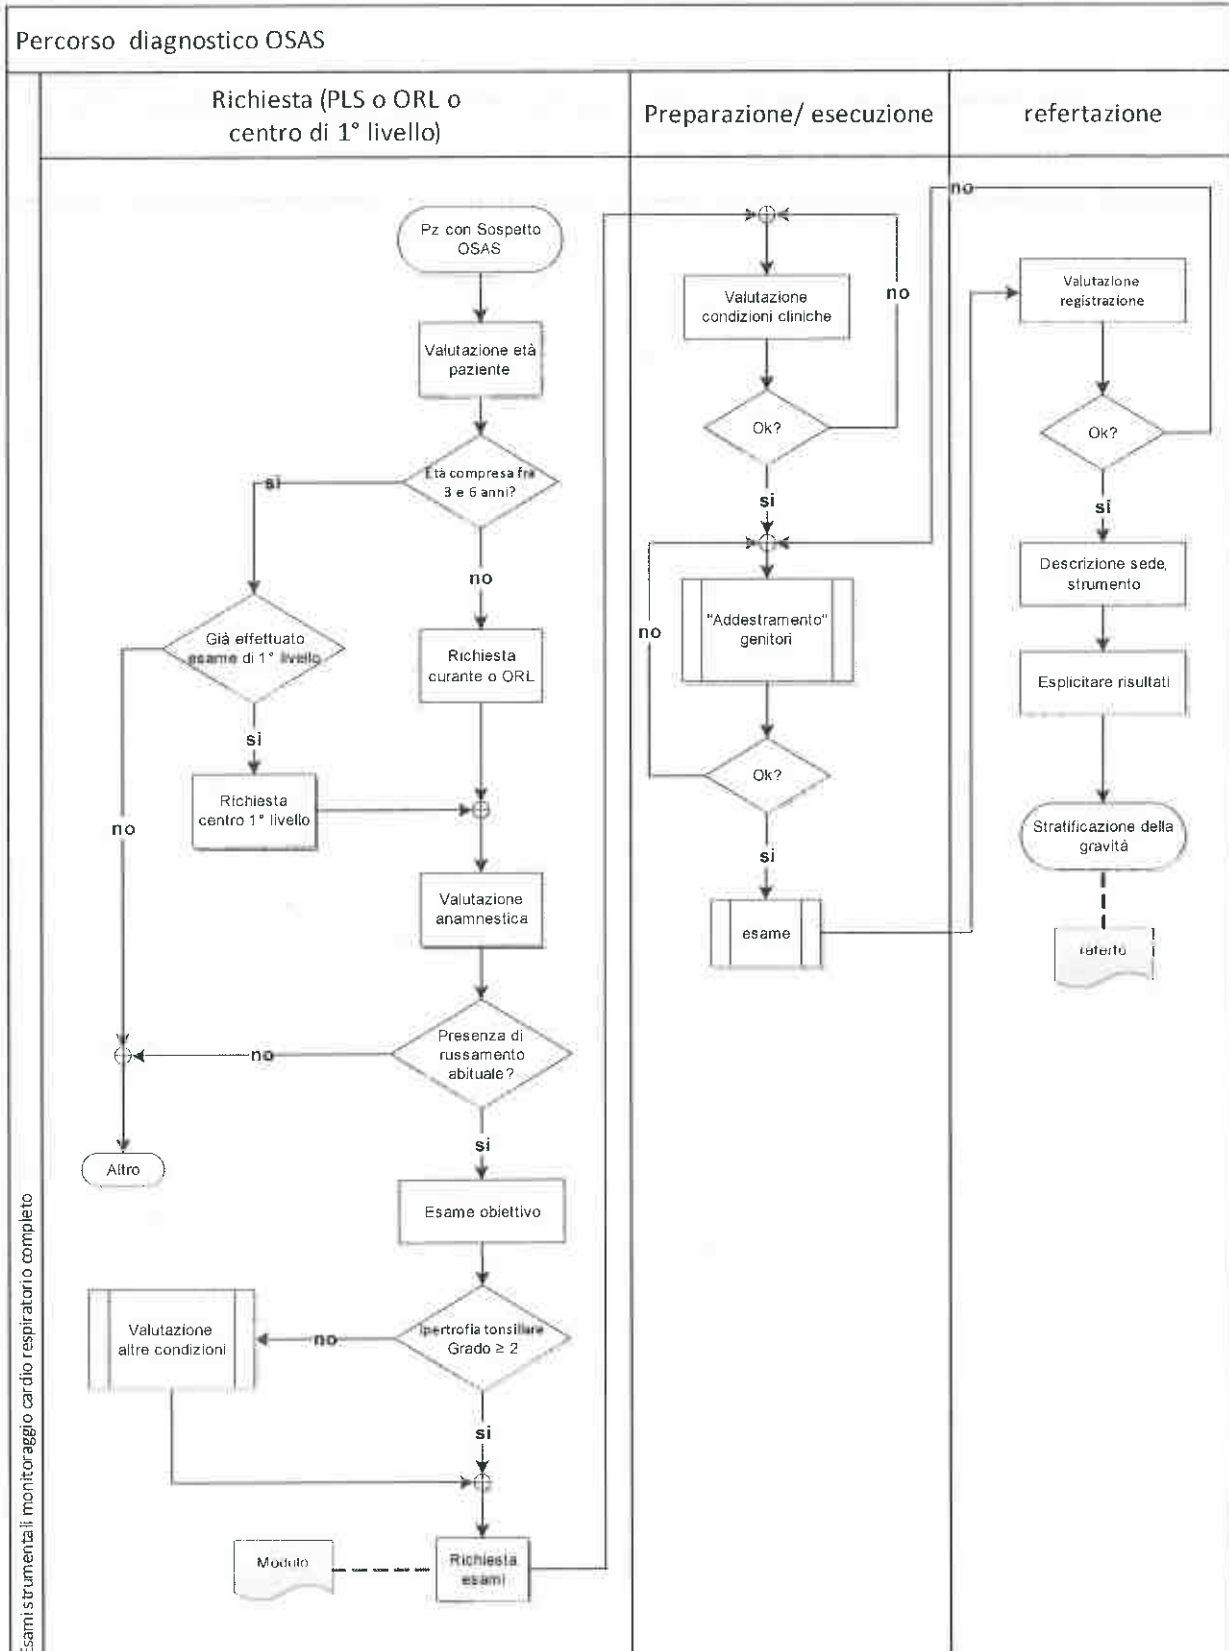 Percorso diagnostico OSAS
Richiesta (PLS o ORL o
centro di 1° livello)
Preparazione/ esecuzione
refertazione
Pz con Sospetto
OSAS
Valutazione età
paziente
Età compresa fra
3 e 6 anni?
si
no
Già effettuato
esame di 1° livello
Richiesta
curante o ORL
si
no
Richiesta
centro 1° livello
Valutazione
anamnestica
Presenza di
russamento
abituale?
no
si
Altro
Esame obiettivo
Ipertrofia tonsillare
Grado ≥ 2
no
Valutazione
altre condizioni
si
Modulo
Richiesta
esami
Valutazione
condizioni cliniche
no
Ok?
si
"Addestramento"
genitori
no
Ok?
si
esame
no
Valutazione
registrazione
Ok?
si
Descrizione sede,
strumento
Esplicitare risultati
Stratificazione della
gravità
referto
Esami strumentali monitoraggio cardio respiratorio completo